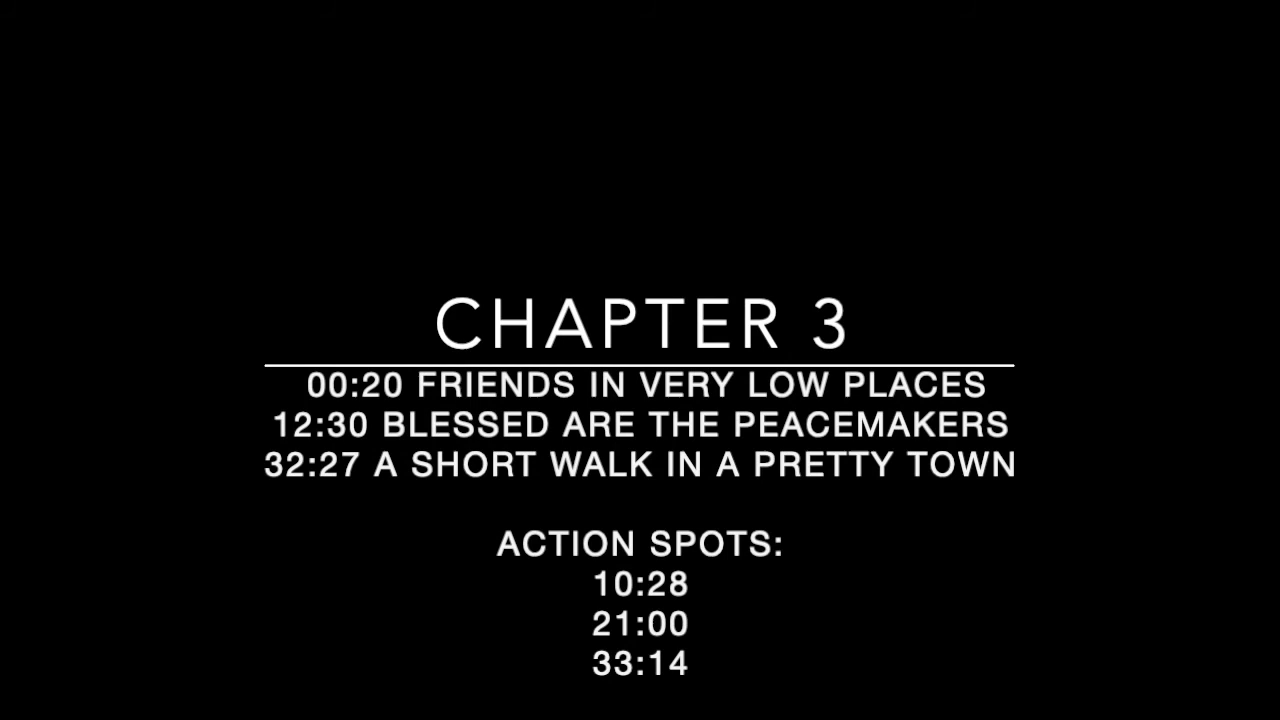 CHAPTER 3
00:20 FRIENDS IN VERY LOW PLACES
12:30 BLESSED ARE THE PEACEMAKERS
32:27 A SHORT WALK IN A PRETTY TOWN
ACTION SPOTS:
10:28
21:00
33:14